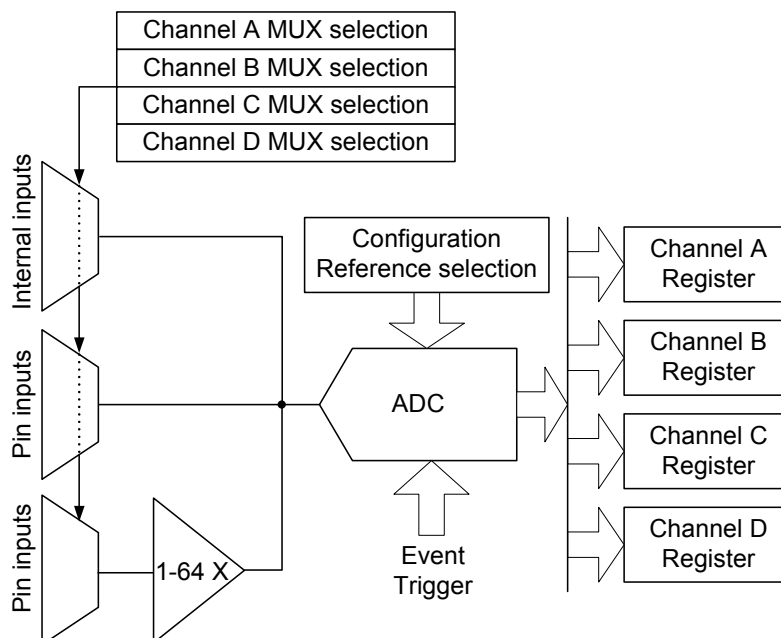 Channel A MUX selection
Channel B MUX selection
Channel C MUX selection
Channel D MUX selection
Internal inputs
Configuration
Reference selection
Channel A
Register
Pin inputs
ADC
Channel B
Register
Channel C
Register
Pin inputs
1-64 X
Event
Trigger
Channel D
Register